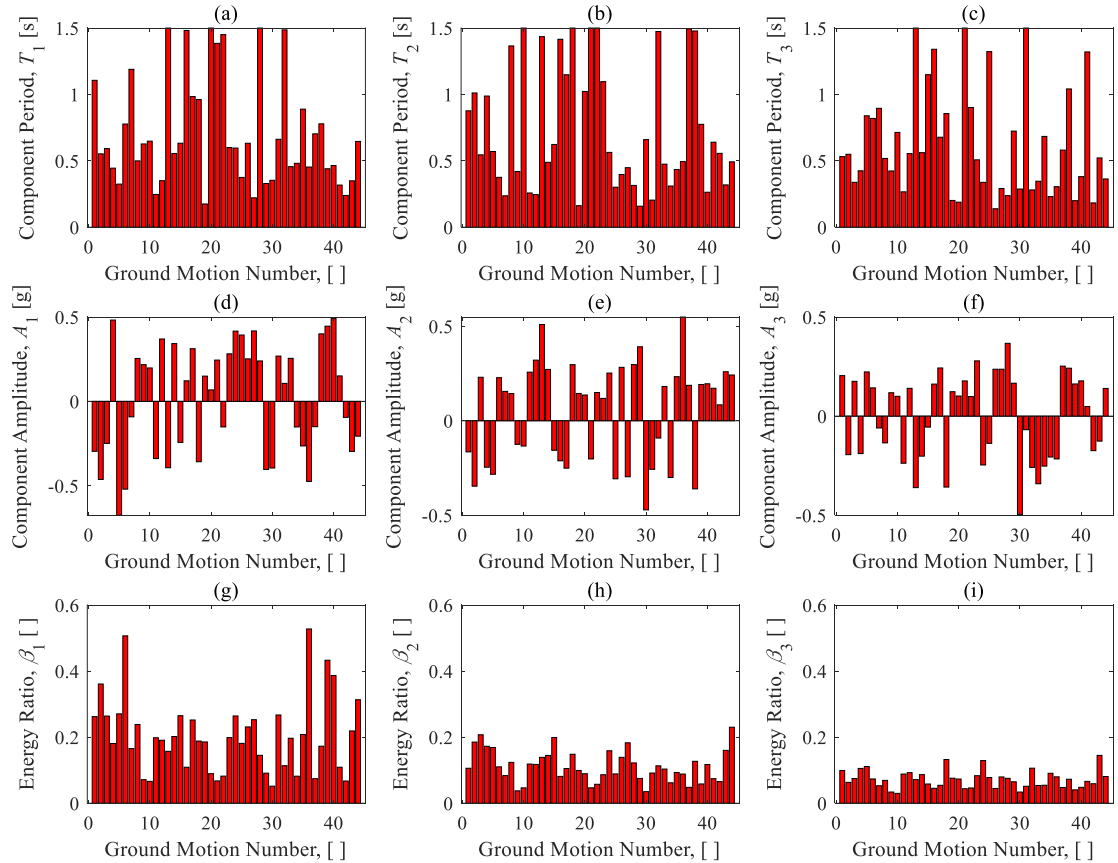 (a)
Component Period, T1 [s]
1.5
1
0.5
0
0 10 20 30 40
Ground Motion Number, [ ]
(b)
Component Period, T2 [s]
1.5
1
0.5
0
0 10 20 30 40
Ground Motion Number, [ ]
(c)
Component Period, T3 [s]
1.5
1
0.5
0
0 10 20 30 40
Ground Motion Number, [ ]
(d)
Component Amplitude, A1 [g]
0.5
0
-0.5
0 10 20 30 40
Ground Motion Number, [ ]
(e)
Component Amplitude, A2 [g]
0.5
0
-0.5
0 10 20 30 40
Ground Motion Number, [ ]
(f)
Component Amplitude, A3 [g]
0.5
0
-0.5
0 10 20 30 40
Ground Motion Number, [ ]
(g)
Energy Ratio, β1 [ ]
0.6
0.4
0.2
0
0 10 20 30 40
Ground Motion Number, [ ]
(h)
Energy Ratio, β2 [ ]
0.6
0.4
0.2
0
0 10 20 30 40
Ground Motion Number, [ ]
(i)
Energy Ratio, β3 [ ]
0.6
0.4
0.2
0
0 10 20 30 40
Ground Motion Number, [ ]